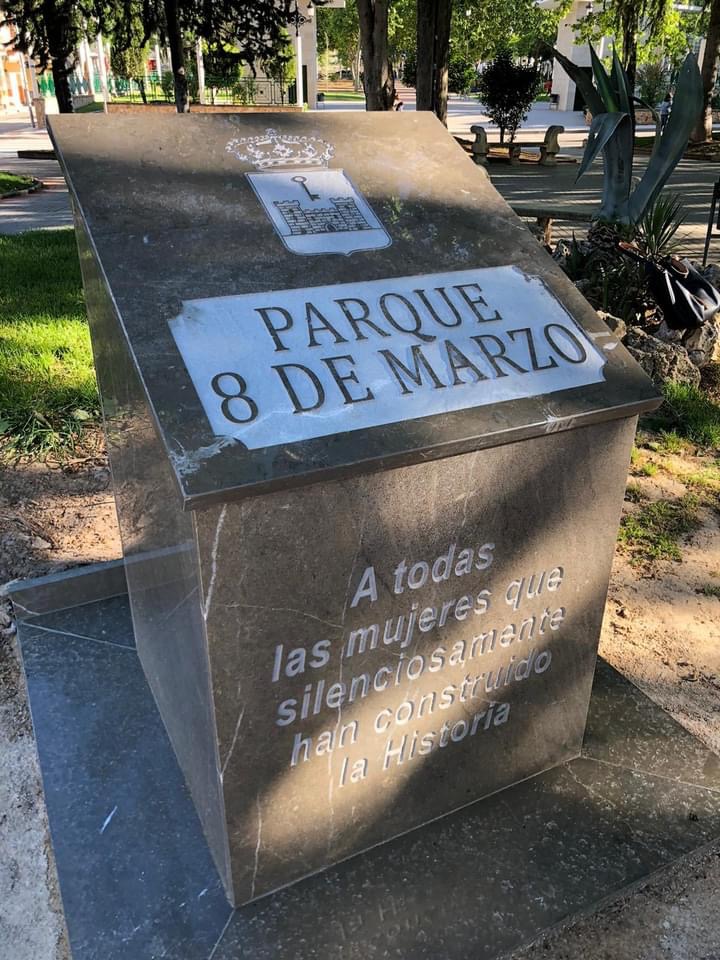 PARQUE
8 DE MARZO
A todas
las mujeres que
silenciosamente
han construido
la Historia